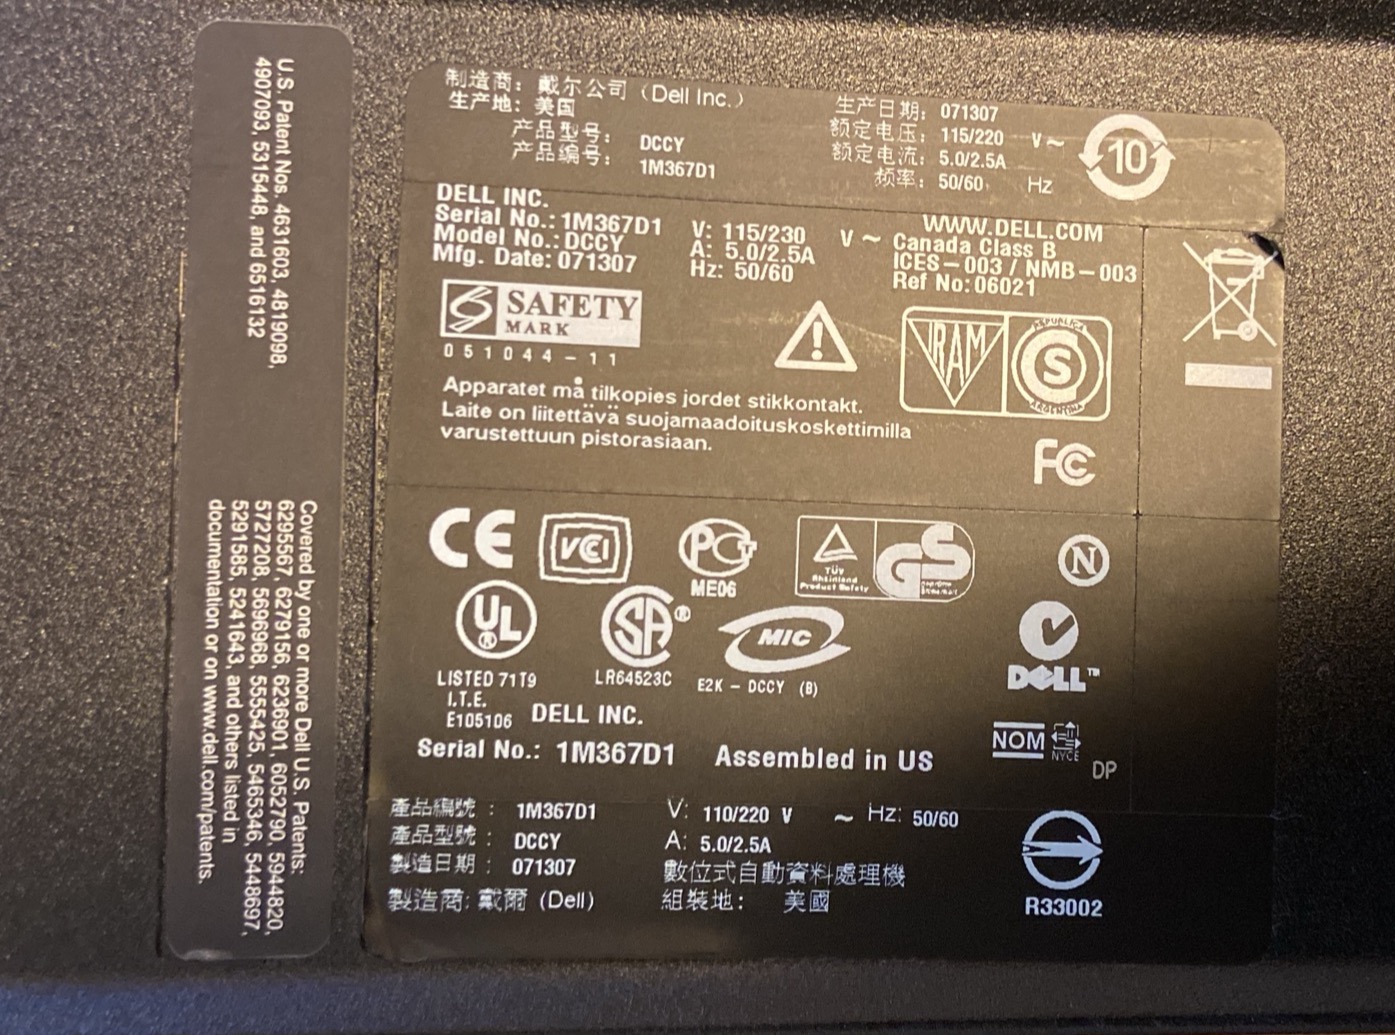 U.S. Patent Nos. 4631603, 4819098,
4907093, 5315448, and 6516132
Covered by one or more Dell U.S. Patents:
6295567, 6279156, 6236901, 6052790, 5944820,
5727208, 5696968, 5555425, 5465346, 5448697,
5291585, 5241643, and others listed in
documentation or on www.dell.com/patents.
制造商: 戴尔公司 (Dell Inc.)
生产地: 美国
产品型号: DCCY
产品编号: 1M367D1
生产日期: 071307
额定电压: 115/220 V~
额定电流: 5.0/2.5A
频率: 50/60 Hz
10
DELL INC.
Serial No.: 1M367D1
Model No.: DCCY
Mfg. Date: 071307
V: 115/230 V~
A: 5.0/2.5A
Hz: 50/60
WWW.DELL.COM
Canada Class B
ICES-003 / NMB-003
Ref No: 06021
S SAFETY
MARK
051044-11
!
VRAM
REPUBLICA
S
ARGENTINA
Apparatet må tilkopies jordet stikkontakt.
Laite on liitettävä suojamaadoituskoskettimilla
varustettuun pistorasiaan.
FC
CE
VCI
PCT
ME06
TÜV
Rheinland
Product Safety
GS
N
UL
®
LISTED 71T9
I.T.E.
E105106
SA®
LR64523C
MIC
E2K - DCCY (B)
DELL™
DELL INC.
Serial No.: 1M367D1 Assembled in US
NOM
NYCE
DP
產品編號: 1M367D1
產品型號: DCCY
製造日期: 071307
製造商: 戴爾 (Dell)
V: 110/220 V ~ Hz: 50/60
A: 5.0/2.5A
數位式自動資料處理機
組裝地: 美國
R33002